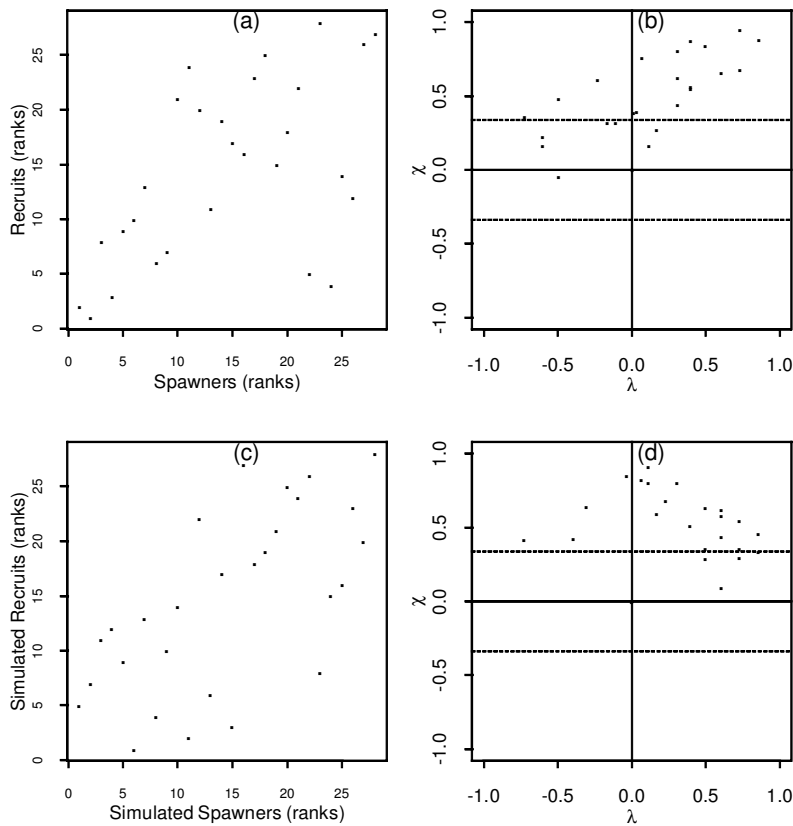 (a)
Recruits (ranks)
25
20
15
10
5
0
0 5 10 15 20 25
Spawners (ranks)
(b)
χ
1.0
0.5
0.0
-0.5
-1.0
-1.0 -0.5 0.0 0.5 1.0
λ
(c)
Simulated Recruits (ranks)
25
20
15
10
5
0
0 5 10 15 20 25
Simulated Spawners (ranks)
(d)
χ
1.0
0.5
0.0
-0.5
-1.0
-1.0 -0.5 0.0 0.5 1.0
λ